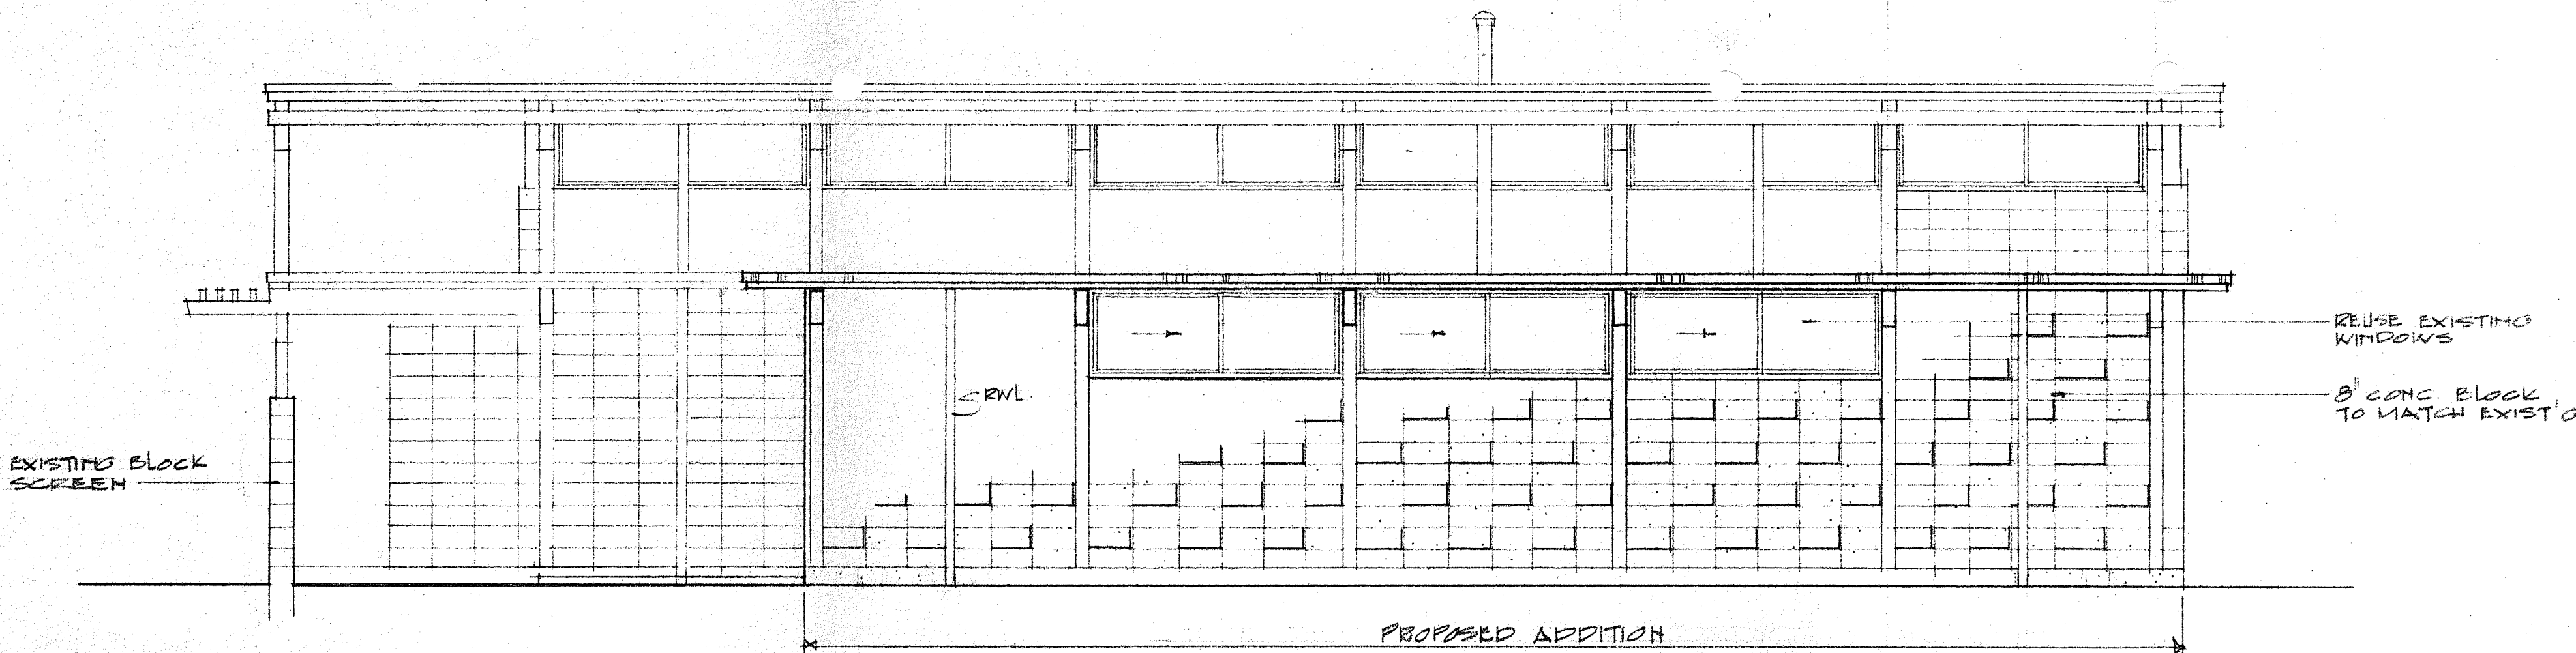 REUSE EXISTING
WINDOWS
8" CONC. BLOCK
TO MATCH EXIST'G
RWL
EXISTING BLOCK
SCREEN
PROPOSED ADDITION